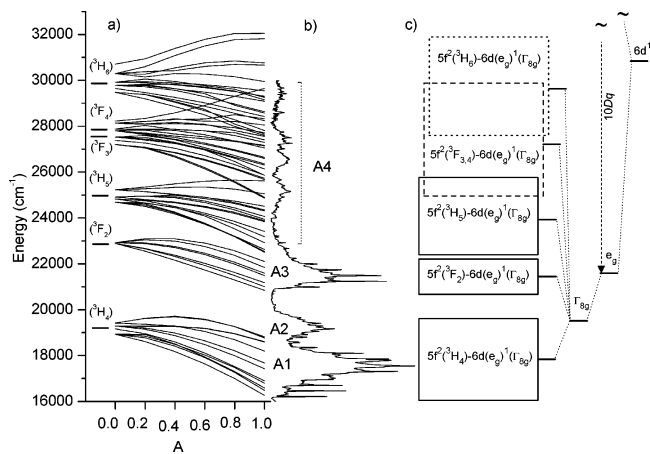 a)
b)
c)
Energy (cm⁻¹)
32000
30000
28000
26000
24000
22000
20000
18000
16000
(³H₆)
(³F₄)
(³F₃)
(³H₅)
(³F₂)
(³H₄)
0.0 0.2 0.4 0.6 0.8 1.0
A
A4
A3
A2
A1
5f²(³H₆)-6d(e_g)¹(Γ₈g)
5f²(³F₃,₄)-6d(e_g)¹(Γ₈g)
5f²(³H₅)-6d(e_g)¹(Γ₈g)
5f²(³F₂)-6d(e_g)¹(Γ₈g)
5f²(³H₄)-6d(e_g)¹(Γ₈g)
~ ~
6d¹
10Dq
e_g
Γ₈g